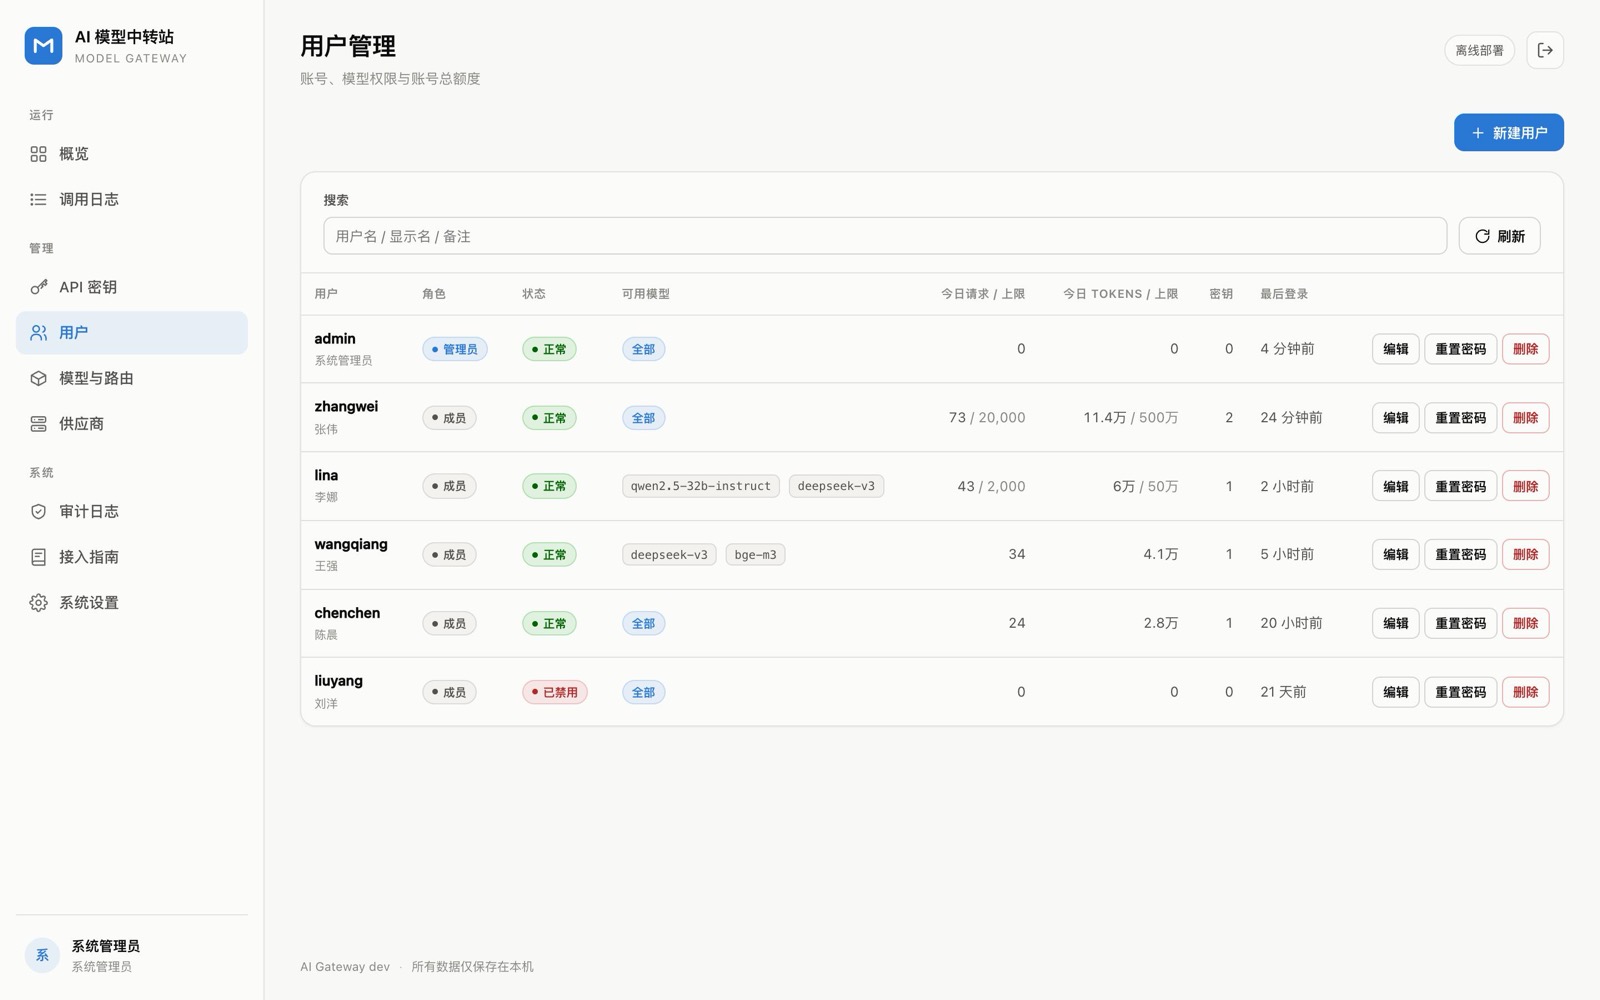 AI 模型中转站
MODEL GATEWAY
运行
概览
调用日志
管理
API 密钥
用户
模型与路由
供应商
系统
审计日志
接入指南
系统设置
系
系统管理员
系统管理员
用户管理
账号、模型权限与账号总额度
离线部署
新建用户
搜索
用户名 / 显示名 / 备注
刷新
用户 角色 状态 可用模型 今日请求 / 上限 今日 TOKENS / 上限 密钥 最后登录
admin 管理员 正常 全部 0 0 0 4 分钟前 编辑 重置密码 删除
系统管理员
zhangwei 成员 正常 全部 73 / 20,000 11.4万 / 500万 2 24 分钟前 编辑 重置密码 删除
张伟
lina 成员 正常 qwen2.5-32b-instruct deepseek-v3 43 / 2,000 6万 / 50万 1 2 小时前 编辑 重置密码 删除
李娜
wangqiang 成员 正常 deepseek-v3 bge-m3 34 4.1万 1 5 小时前 编辑 重置密码 删除
王强
chenchen 成员 正常 全部 24 2.8万 1 20 小时前 编辑 重置密码 删除
陈晨
liuyang 成员 已禁用 全部 0 0 0 21 天前 编辑 重置密码 删除
刘洋
AI Gateway dev · 所有数据仅保存在本机